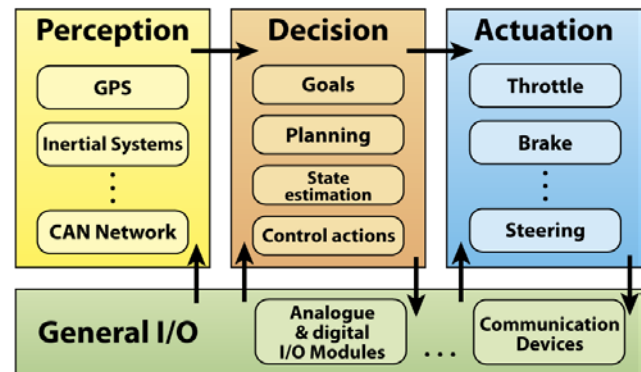 Perception
GPS
Inertial Systems
CAN Network
Decision
Goals
Planning
State
estimation
Control actions
Actuation
Throttle
Brake
Steering
General I/O
Analogue
& digital
I/O Modules
...
Communication
Devices